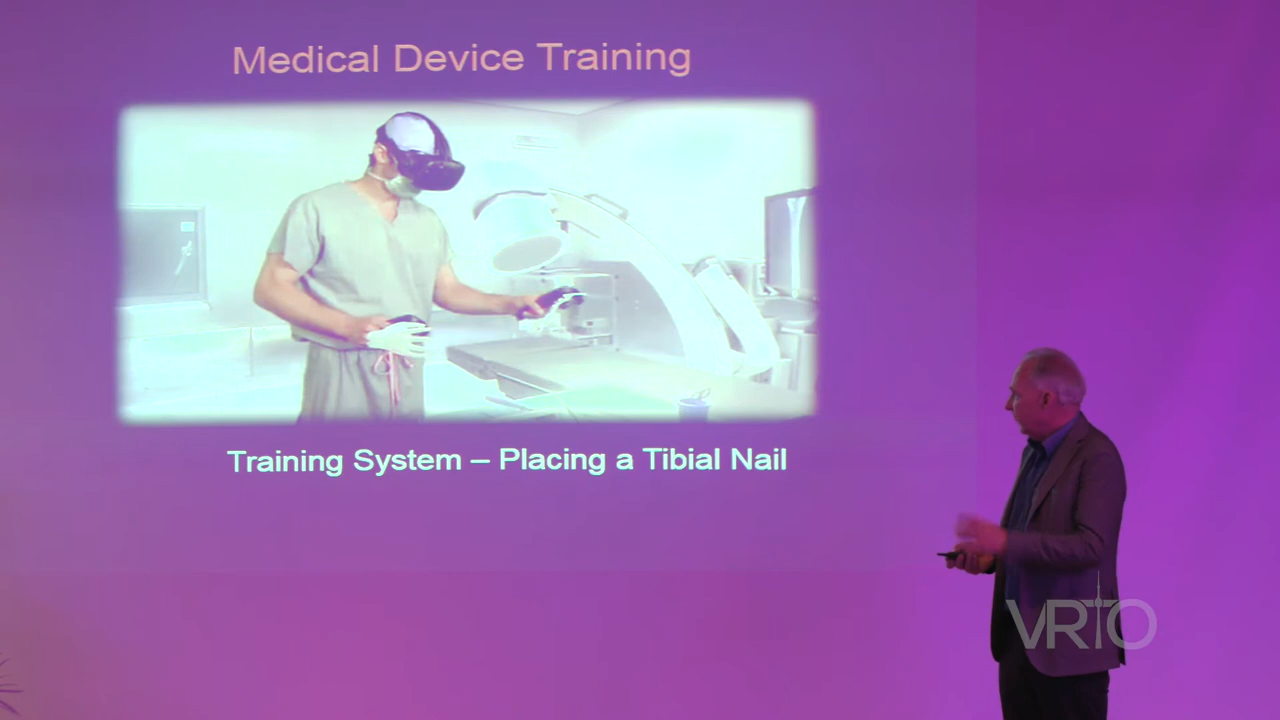 Medical Device Training
Training System – Placing a Tibial Nail
VRTO